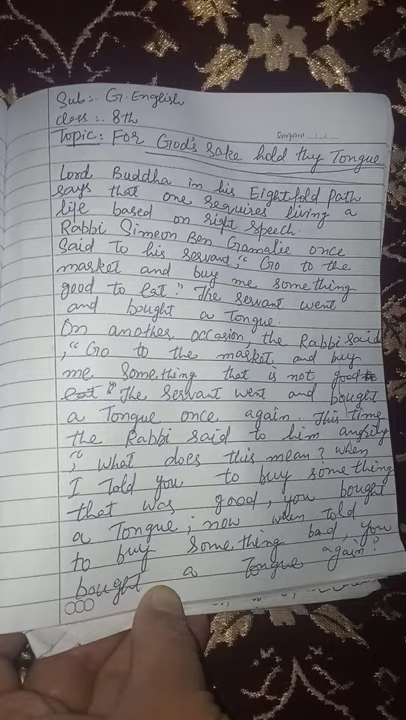 Sub:. G. English
class:. 8th
Topic: For God's sake hold thy Tongue
Lord Buddha in his Eightfold Path
says that one requires living a
life based on right speech.
Rabbi Simeon Ben Gamalie once
said to his servant, "Go to the
market and buy me something
good to eat." The servant went
and bought a Tongue.
On another occasion, the Rabbi said
, "Go to the market and buy
me something that is not good to
eat" The servant went and bought
a Tongue once again. This time
the Rabbi said to him angrily
, "What does this mean? when
I told you to buy something
that was good, you bought
a Tongue; now when told
to buy something bad, you
bought a Tongue again?